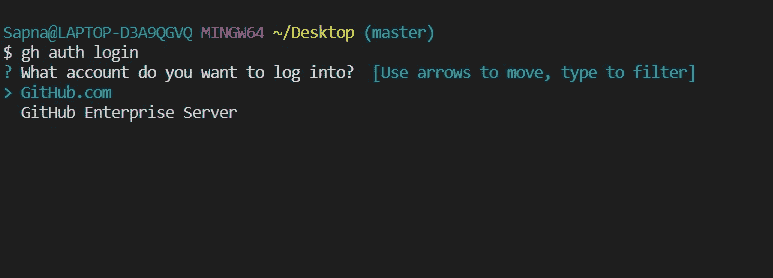 Sapna@LAPTOP-D3A9QGVQ MINGW64 ~/Desktop (master)
$ gh auth login
? What account do you want to log into?  [Use arrows to move, type to filter]
> GitHub.com
  GitHub Enterprise Server